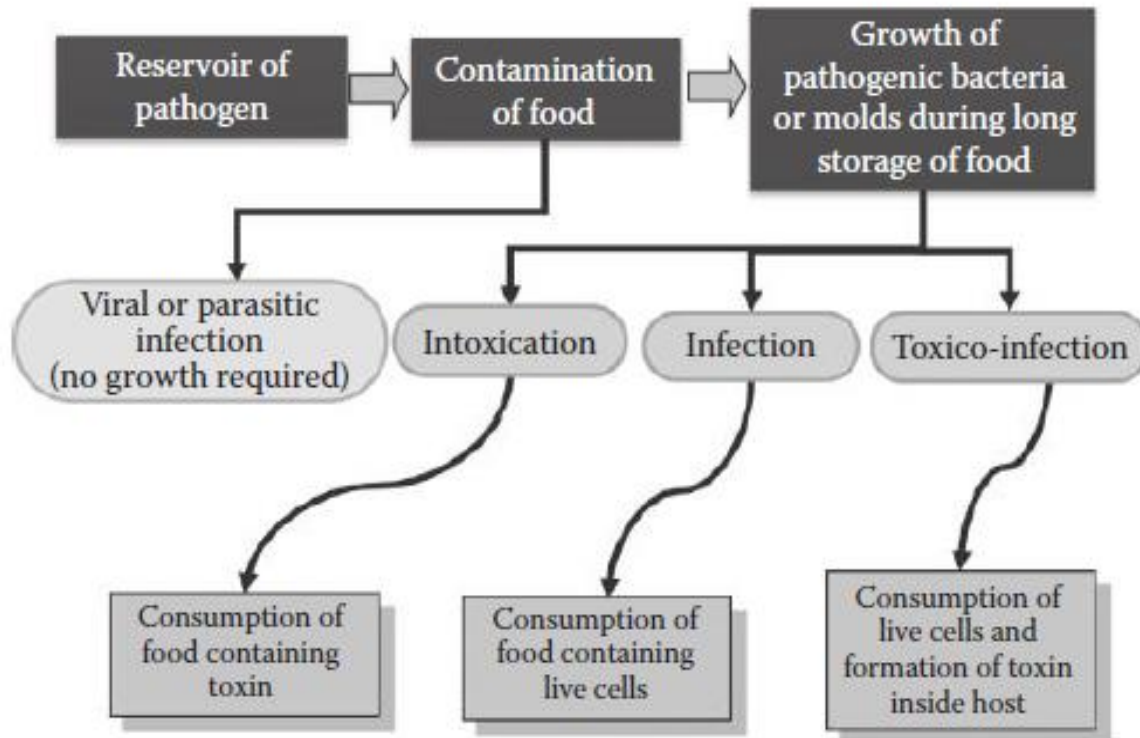 Reservoir of
pathogen
Contamination
of food
Growth of
pathogenic bacteria
or molds during long
storage of food
Viral or parasitic
infection
(no growth required)
Intoxication
Infection
Toxico-infection
Consumption of
food containing
toxin
Consumption of
food containing
live cells
Consumption of
live cells and
formation of toxin
inside host